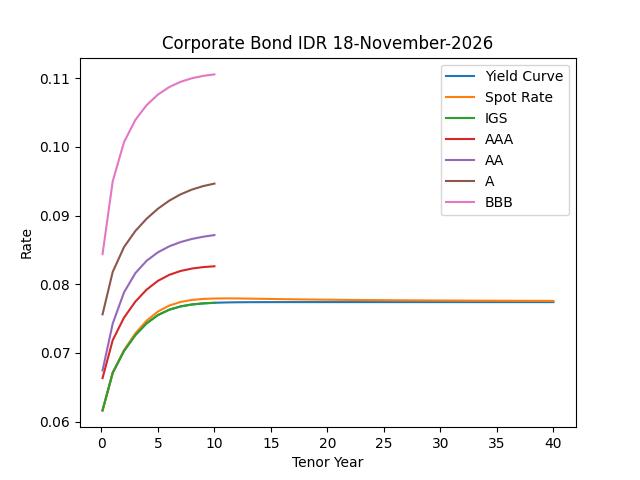 Corporate Bond IDR 18-November-2026
Yield Curve
Spot Rate
IGS
AAA
AA
A
BBB
Rate
0.11
0.10
0.09
0.08
0.07
0.06
0 5 10 15 20 25 30 35 40
Tenor Year